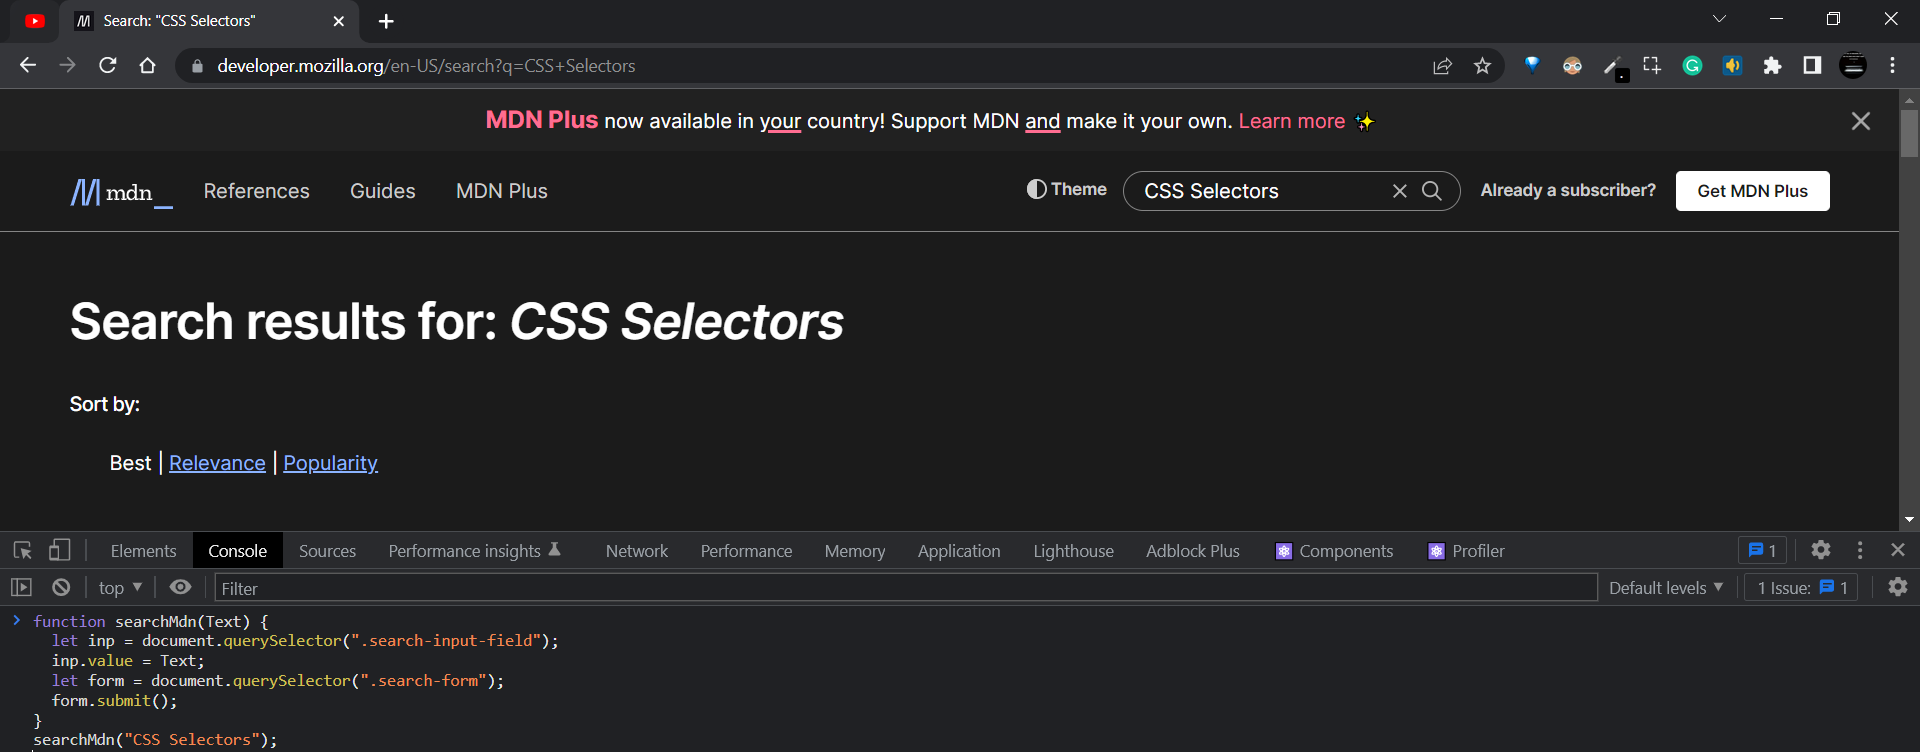 Search: "CSS Selectors"
developer.mozilla.org/en-US/search?q=CSS+Selectors
MDN Plus now available in your country! Support MDN and make it your own. Learn more ✨
mdn_ References Guides MDN Plus Theme CSS Selectors Already a subscriber? Get MDN Plus
Search results for: CSS Selectors
Sort by:
Best | Relevance | Popularity
Elements Console Sources Performance insights Network Performance Memory Application Lighthouse Adblock Plus Components Profiler 1
top Filter Default levels 1 Issue: 1
function searchMdn(Text) {
let inp = document.querySelector(".search-input-field");
inp.value = Text;
let form = document.querySelector(".search-form");
form.submit();
}
searchMdn("CSS Selectors");